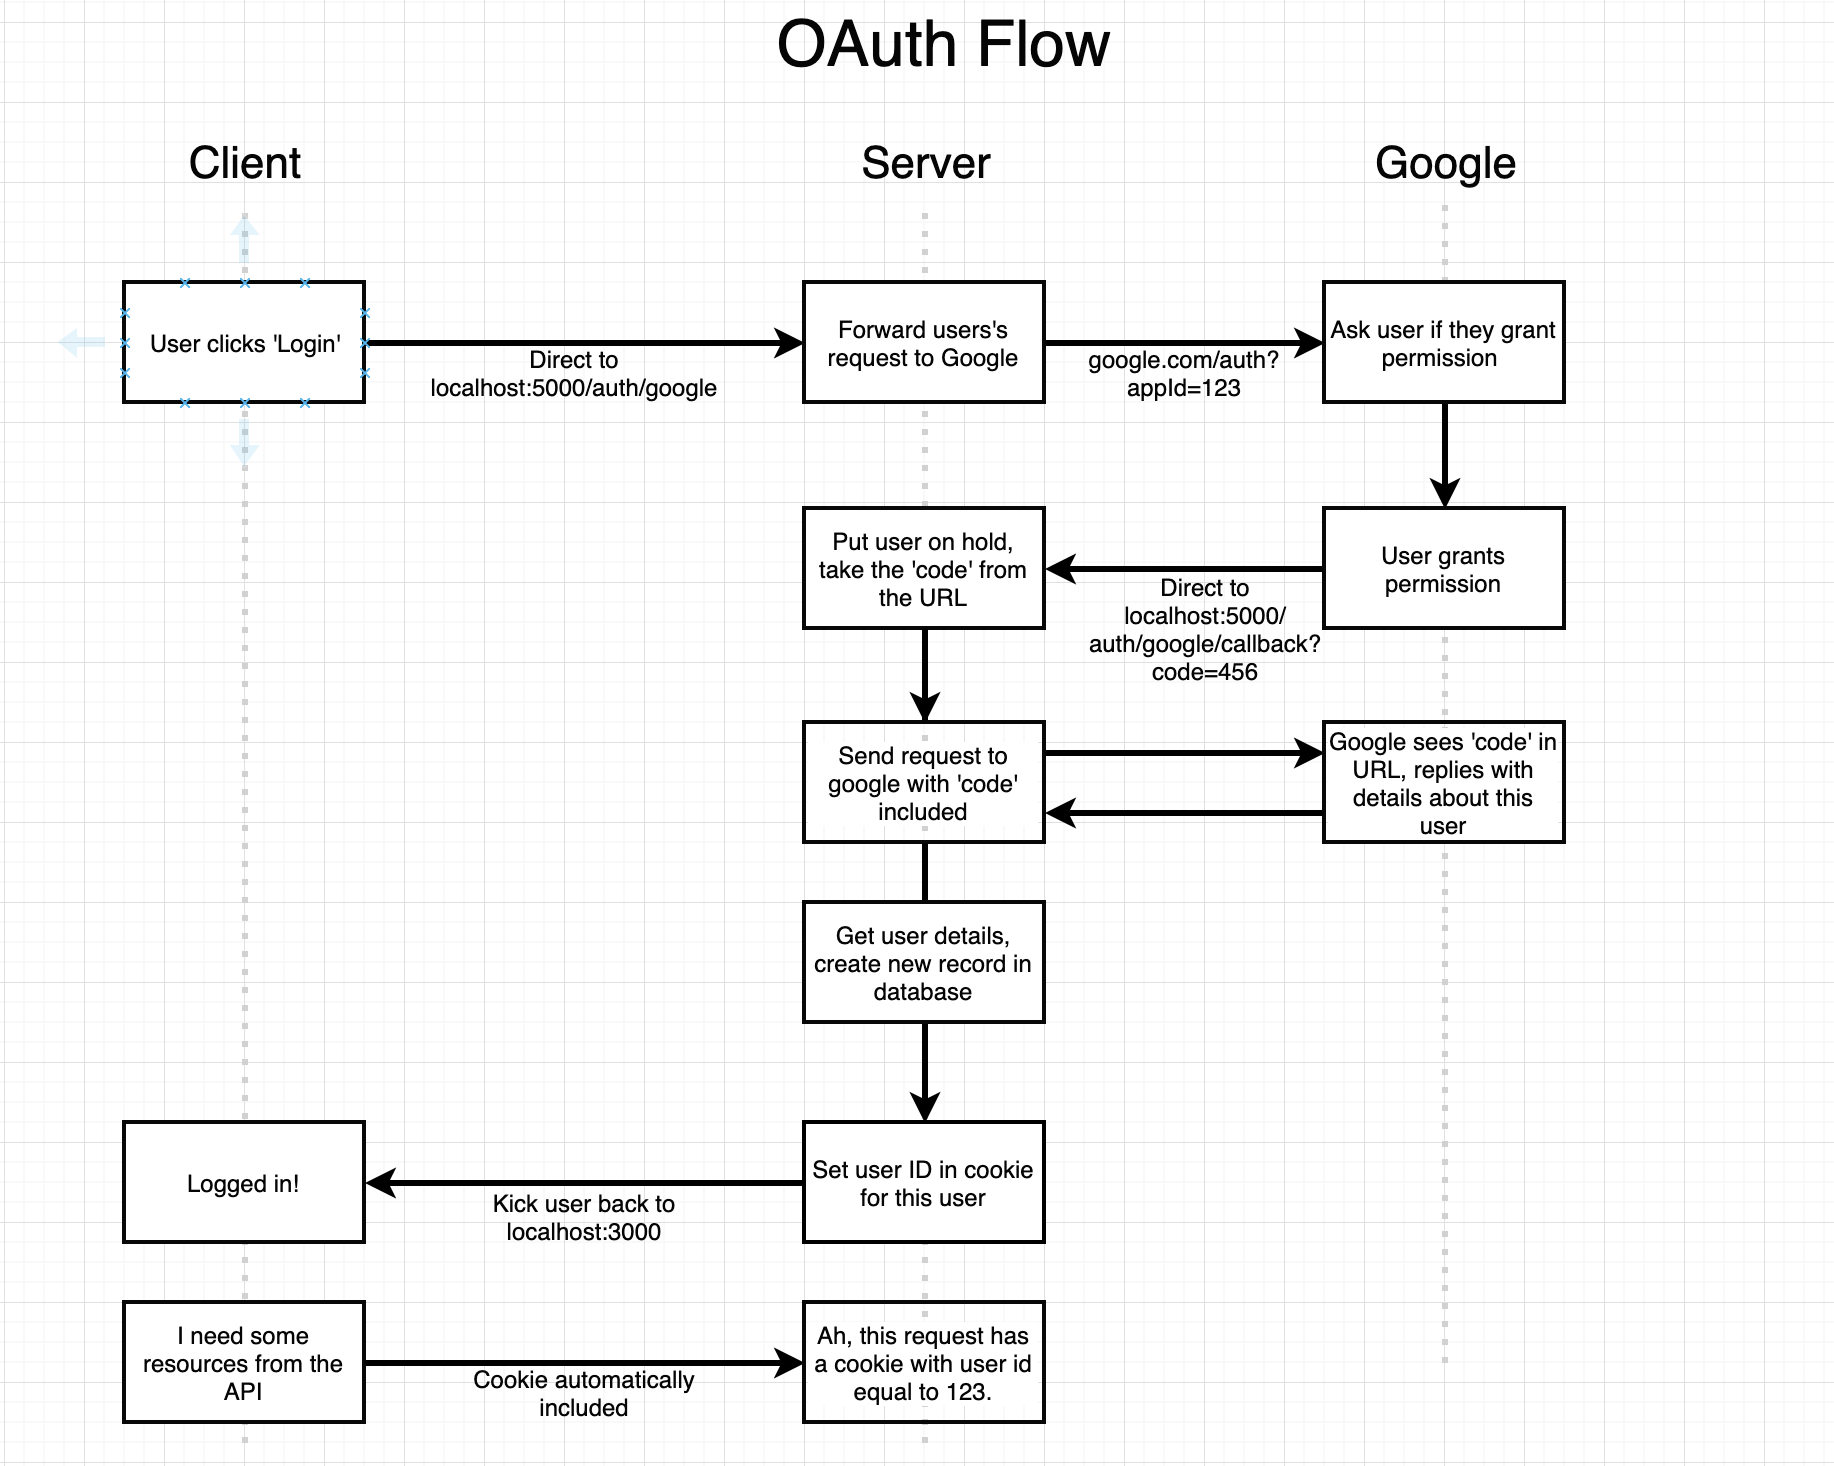 OAuth Flow
Client
Server
Google
User clicks 'Login'
Direct to
localhost:5000/auth/google
Forward users's
request to Google
google.com/auth?
appId=123
Ask user if they grant
permission
Put user on hold,
take the 'code' from
the URL
Direct to
localhost:5000/
auth/google/callback?
code=456
User grants
permission
Send request to
google with 'code'
included
Google sees 'code' in
URL, replies with
details about this
user
Get user details,
create new record in
database
Logged in!
Kick user back to
localhost:3000
Set user ID in cookie
for this user
I need some
resources from the
API
Cookie automatically
included
Ah, this request has
a cookie with user id
equal to 123.